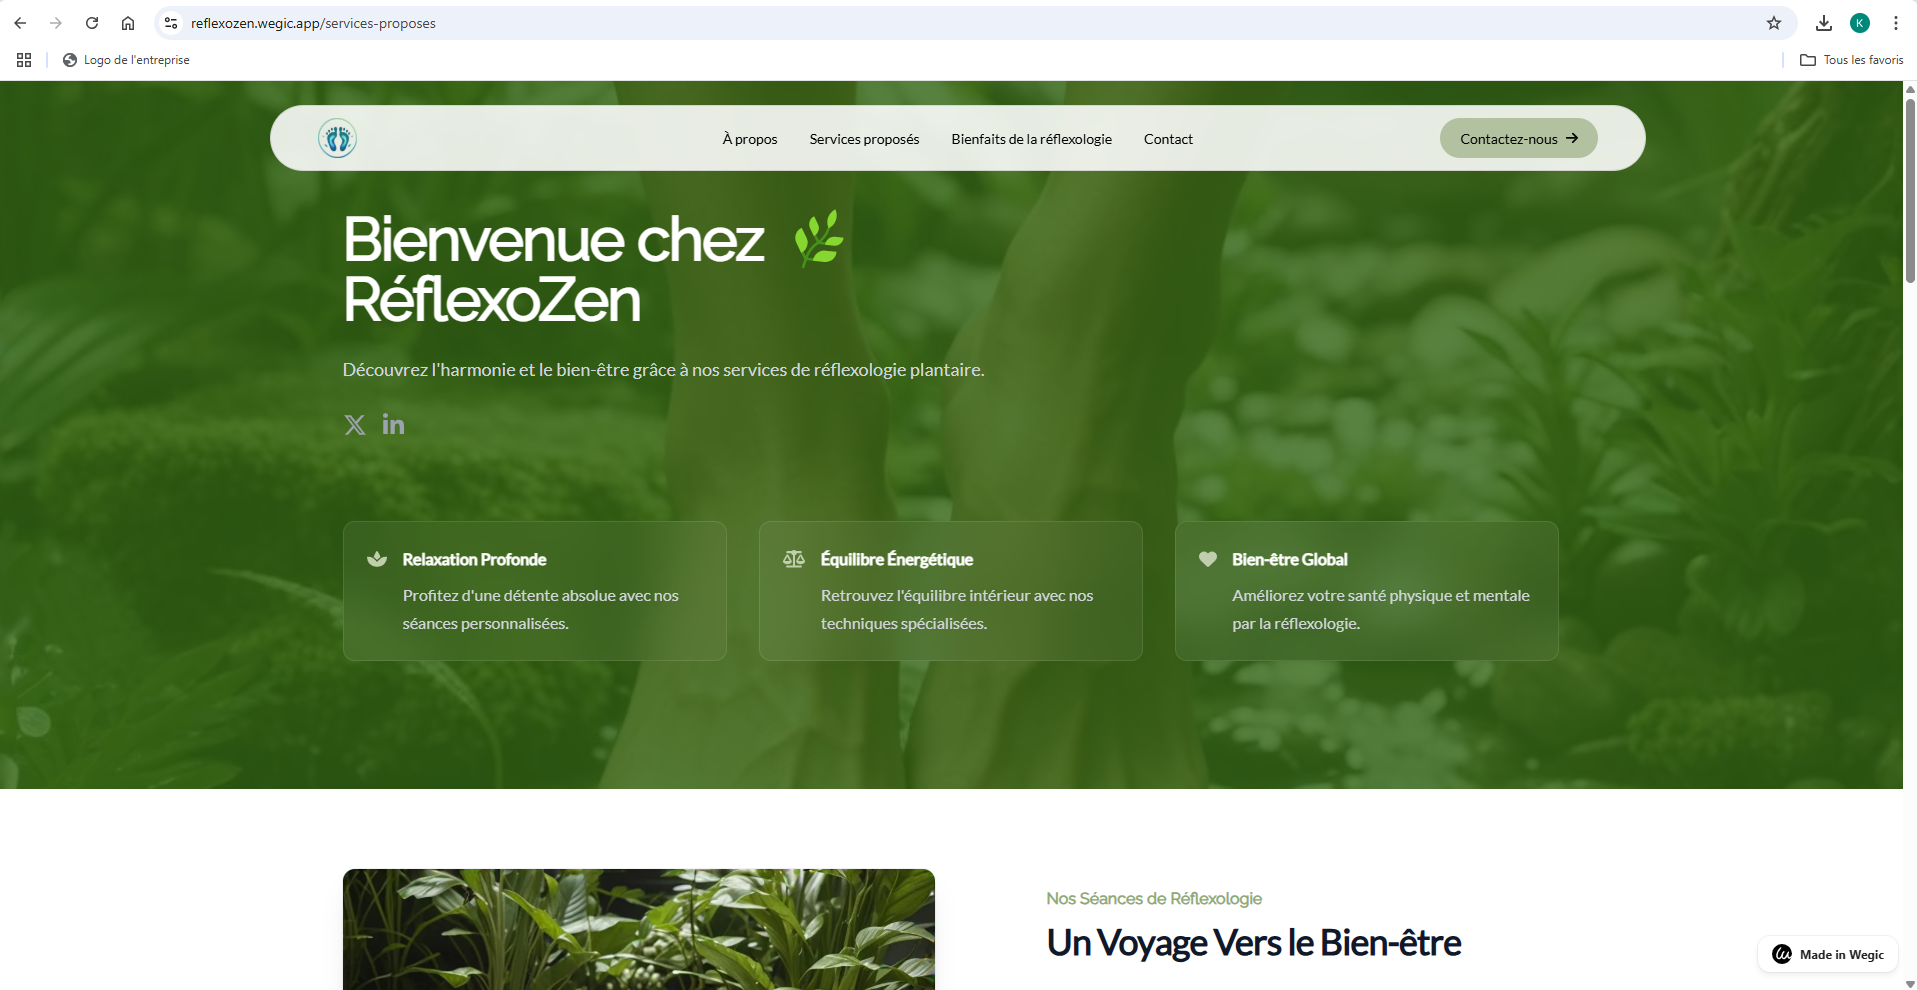 reflexozen.wegic.app/services-proposes
K
Logo de l'entreprise
Tous les favoris
À propos
Services proposés
Bienfaits de la réflexologie
Contact
Contactez-nous
Bienvenue chez
RéflexoZen
Découvrez l'harmonie et le bien-être grâce à nos services de réflexologie plantaire.
Relaxation Profonde
Profitez d'une détente absolue avec nos
séances personnalisées.
Équilibre Énergétique
Retrouvez l'équilibre intérieur avec nos
techniques spécialisées.
Bien-être Global
Améliorez votre santé physique et mentale
par la réflexologie.
Nos Séances de Réflexologie
Un Voyage Vers le Bien-être
Made in Wegic